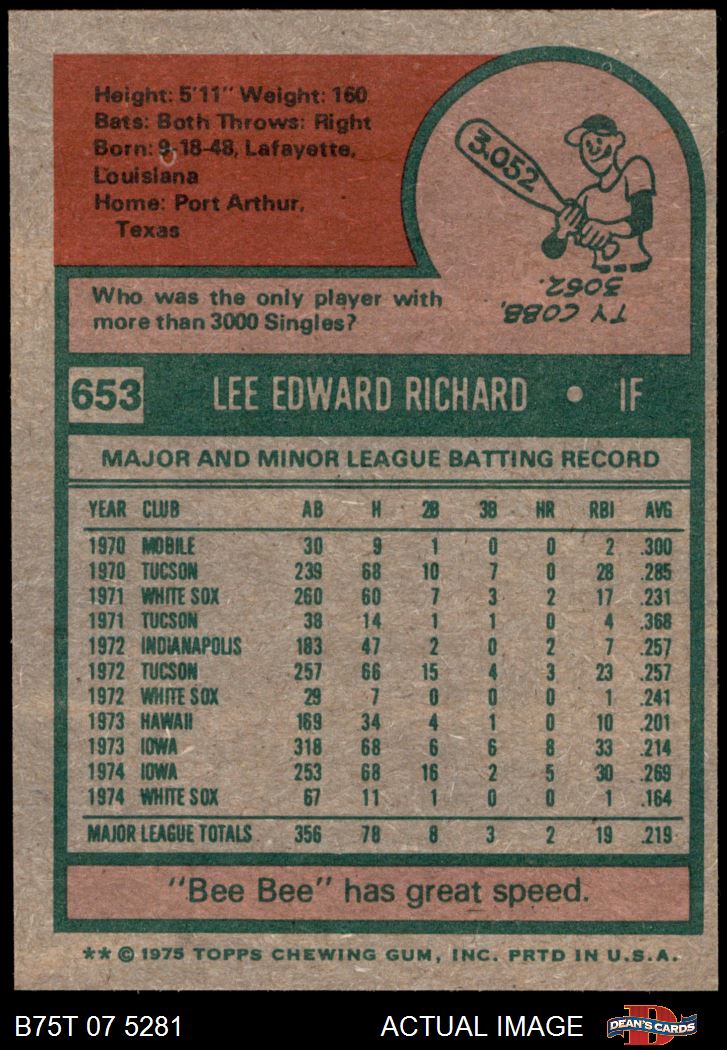 Height: 5'11" Weight: 160
Bats: Both Throws: Right
Born: 9-18-48, Lafayette,
Louisiana
Home: Port Arthur,
Texas
3,052
Who was the only player with
more than 3000 Singles?
TY COBB,
3052.
653 LEE EDWARD RICHARD • IF
MAJOR AND MINOR LEAGUE BATTING RECORD
YEAR CLUB AB H 2B 3B HR RBI AVG
1970 MOBILE 30 9 1 0 0 2 .300
1970 TUCSON 239 68 10 7 0 28 .285
1971 WHITE SOX 260 60 7 3 2 17 .231
1971 TUCSON 38 14 1 1 0 4 .368
1972 INDIANAPOLIS 183 47 2 0 2 7 .257
1972 TUCSON 257 66 15 4 3 23 .257
1972 WHITE SOX 29 7 0 0 0 1 .241
1973 HAWAII 169 34 4 1 0 10 .201
1973 IOWA 318 68 6 6 8 33 .214
1974 IOWA 253 68 16 2 5 30 .269
1974 WHITE SOX 67 11 1 0 0 1 .164
MAJOR LEAGUE TOTALS 356 78 8 3 2 19 .219
"Bee Bee" has great speed.
** © 1975 TOPPS CHEWING GUM, INC. PRTD IN U.S.A.
B75T 07 5281 ACTUAL IMAGE DEAN'S CARDS